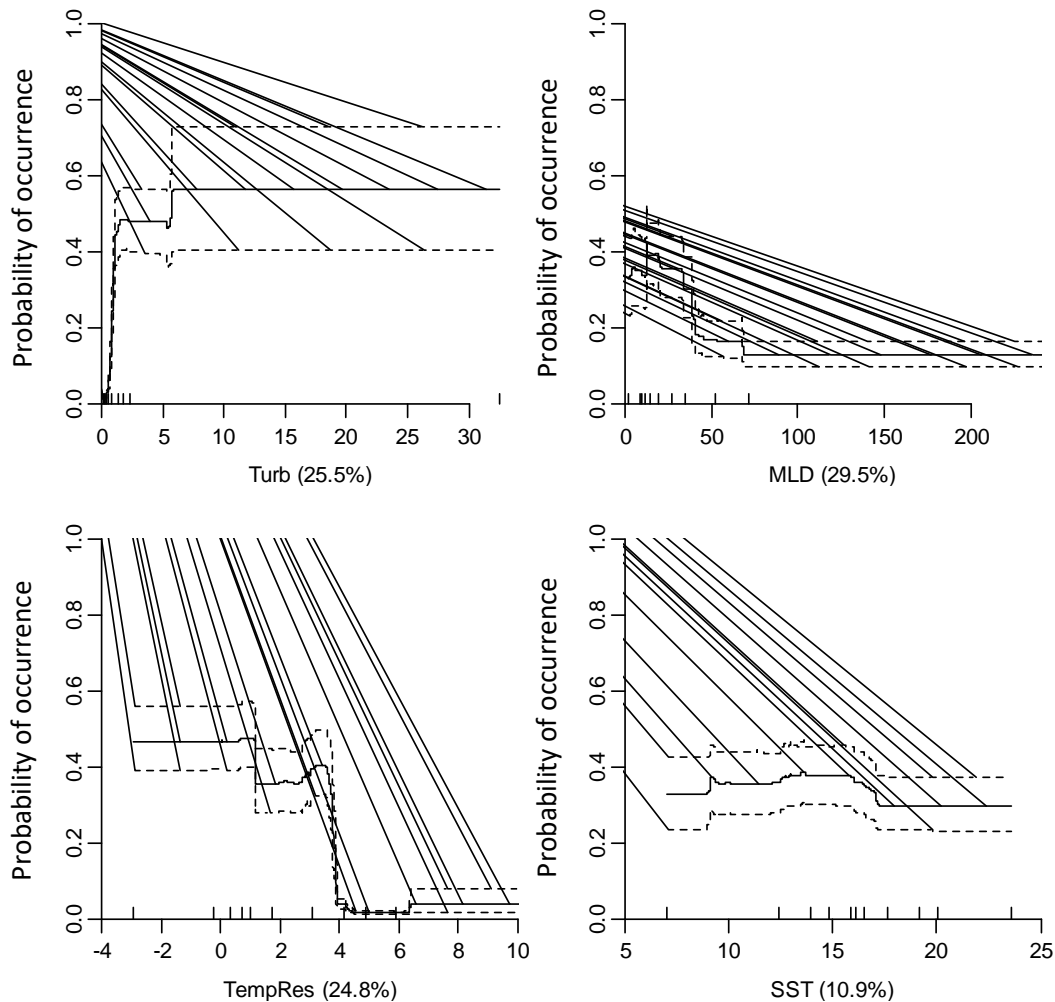 Probability of occurrence
1.0
0.8
0.6
0.4
0.2
0.0
0 5 10 15 20 25 30
Turb (25.5%)
Probability of occurrence
1.0
0.8
0.6
0.4
0.2
0.0
0 50 100 150 200
MLD (29.5%)
Probability of occurrence
1.0
0.8
0.6
0.4
0.2
0.0
-4 -2 0 2 4 6 8 10
TempRes (24.8%)
Probability of occurrence
1.0
0.8
0.6
0.4
0.2
0.0
5 10 15 20 25
SST (10.9%)